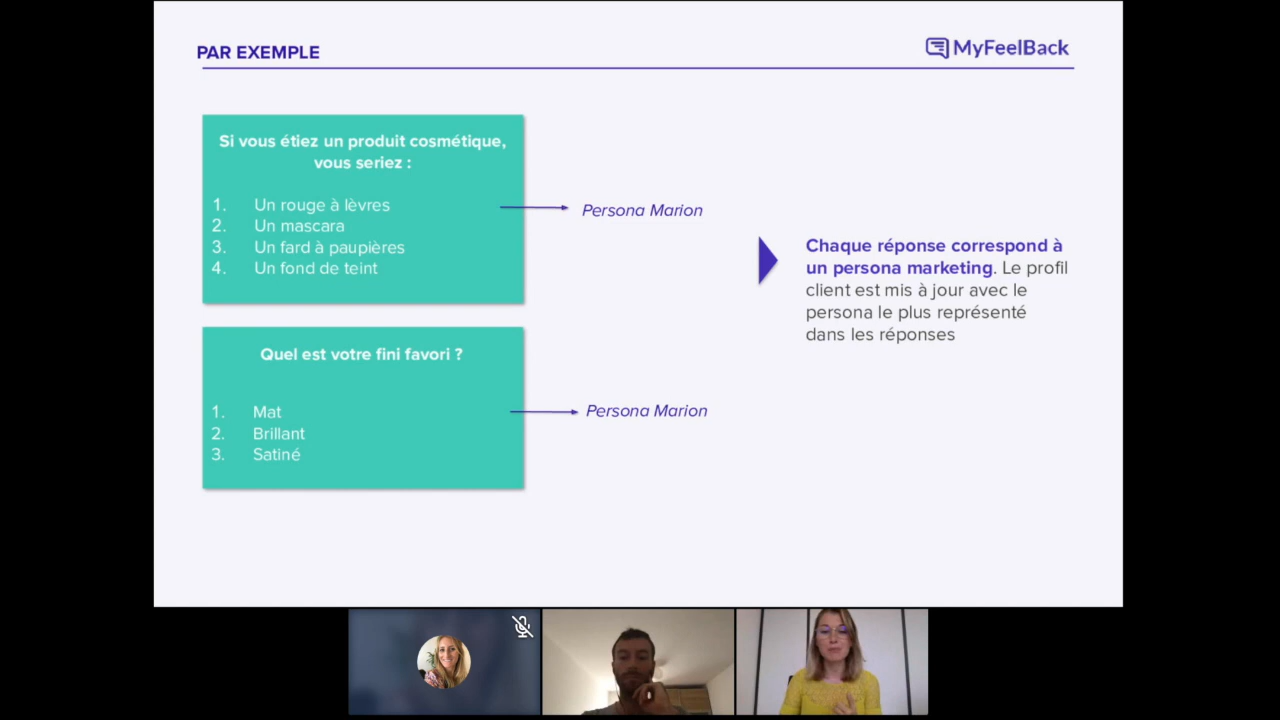 PAR EXEMPLE
MyFeelBack
Si vous étiez un produit cosmétique,
vous seriez :
1. Un rouge à lèvres
2. Un mascara
3. Un fard à paupières
4. Un fond de teint
Persona Marion
Quel est votre fini favori ?
1. Mat
2. Brillant
3. Satiné
Persona Marion
Chaque réponse correspond à
un persona marketing. Le profil
client est mis à jour avec le
persona le plus représenté
dans les réponses